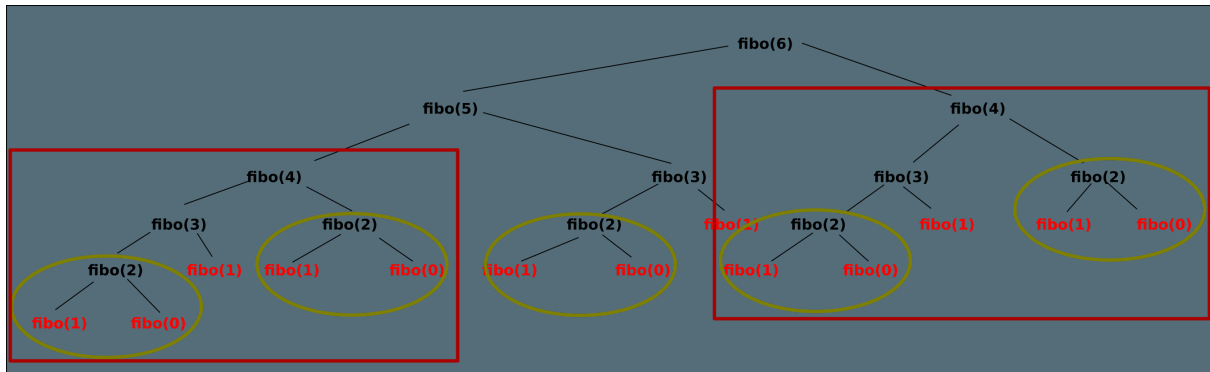 fibo(6)
fibo(5) fibo(4)
fibo(4) fibo(3) fibo(3) fibo(2)
fibo(3) fibo(2) fibo(2) fibo(1) fibo(2) fibo(1) fibo(1) fibo(0)
fibo(2) fibo(1) fibo(1) fibo(0) fibo(1) fibo(0) fibo(1) fibo(0)
fibo(1) fibo(0)